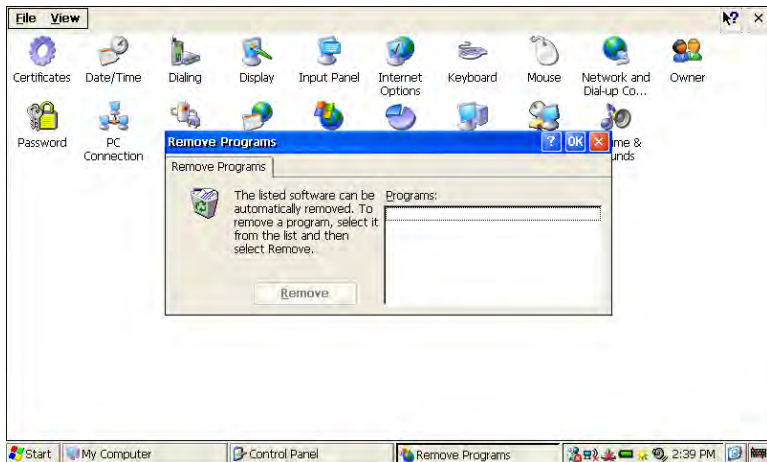 File View
Certificates Date/Time Dialing Display Input Panel Internet Options Keyboard Mouse Network and Dial-up Co... Owner
Password PC Connection
me &
unds
Remove Programs ? OK ×
Remove Programs
The listed software can be
automatically removed. To
remove a program, select it
from the list and then
select Remove.
Programs:
Remove
Start My Computer Control Panel Remove Programs 2:39 PM